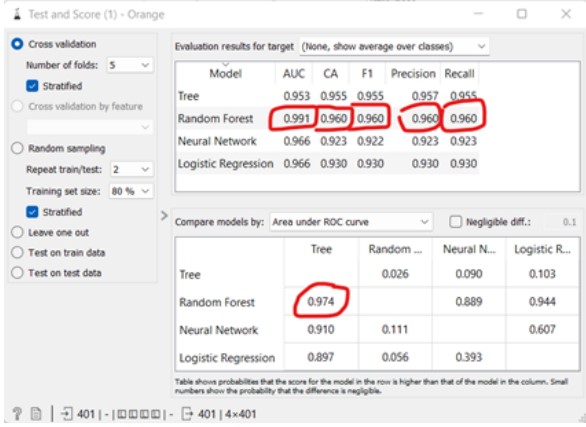 Test and Score (1) - Orange
Cross validation
Number of folds: 5
Stratified
Cross validation by feature
Random sampling
Repeat train/test: 2
Training set size: 80 %
Stratified
Leave one out
Test on train data
Test on test data
Evaluation results for target (None, show average over classes)
Model AUC CA F1 Precision Recall
Tree 0.953 0.955 0.955 0.957 0.955
Random Forest 0.991 0.960 0.960 0.960 0.960
Neural Network 0.966 0.923 0.922 0.923 0.923
Logistic Regression 0.966 0.930 0.930 0.930 0.930
Compare models by: Area under ROC curve Negligible diff.: 0.1
Tree Random ... Neural N... Logistic R...
Tree 0.026 0.090 0.103
Random Forest 0.974 0.889 0.944
Neural Network 0.910 0.111 0.607
Logistic Regression 0.897 0.056 0.393
Table shows probabilities that the score for the model in the row is higher than that of the model in the column. Small
numbers show the probability that the difference is negligible.
? 401 | - | - 401 | 4×401